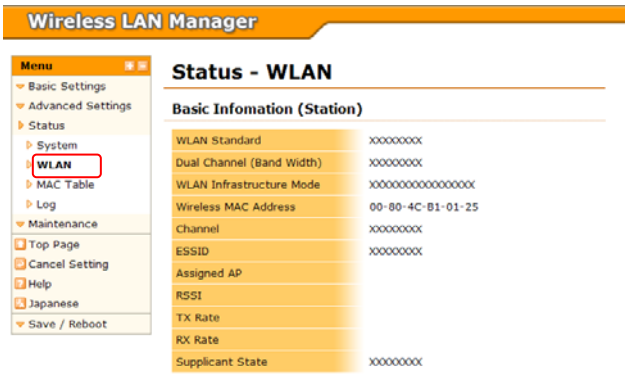 Wireless LAN Manager
Menu
Basic Settings
Advanced Settings
Status
System
WLAN
MAC Table
Log
Maintenance
Top Page
Cancel Setting
Help
Japanese
Save / Reboot
Status - WLAN
Basic Infomation (Station)
WLAN Standard XXXXXXXX
Dual Channel (Band Width) XXXXXXXX
WLAN Infrastructure Mode XXXXXXXXXXXXXXXX
Wireless MAC Address 00-80-4C-B1-01-25
Channel XXXXXXXX
ESSID XXXXXXXX
Assigned AP
RSSI
TX Rate
RX Rate
Supplicant State XXXXXXXX